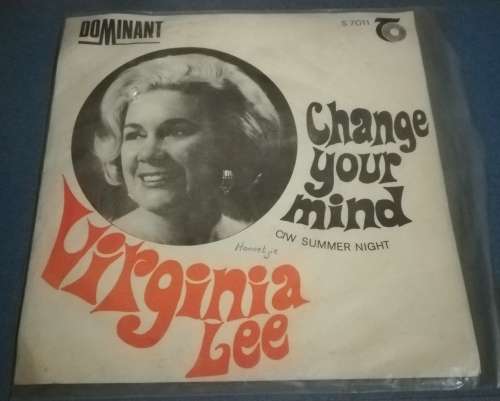 DOMINANT
S 7011
Change
your
mind
C/W SUMMER NIGHT
Virginia
Lee